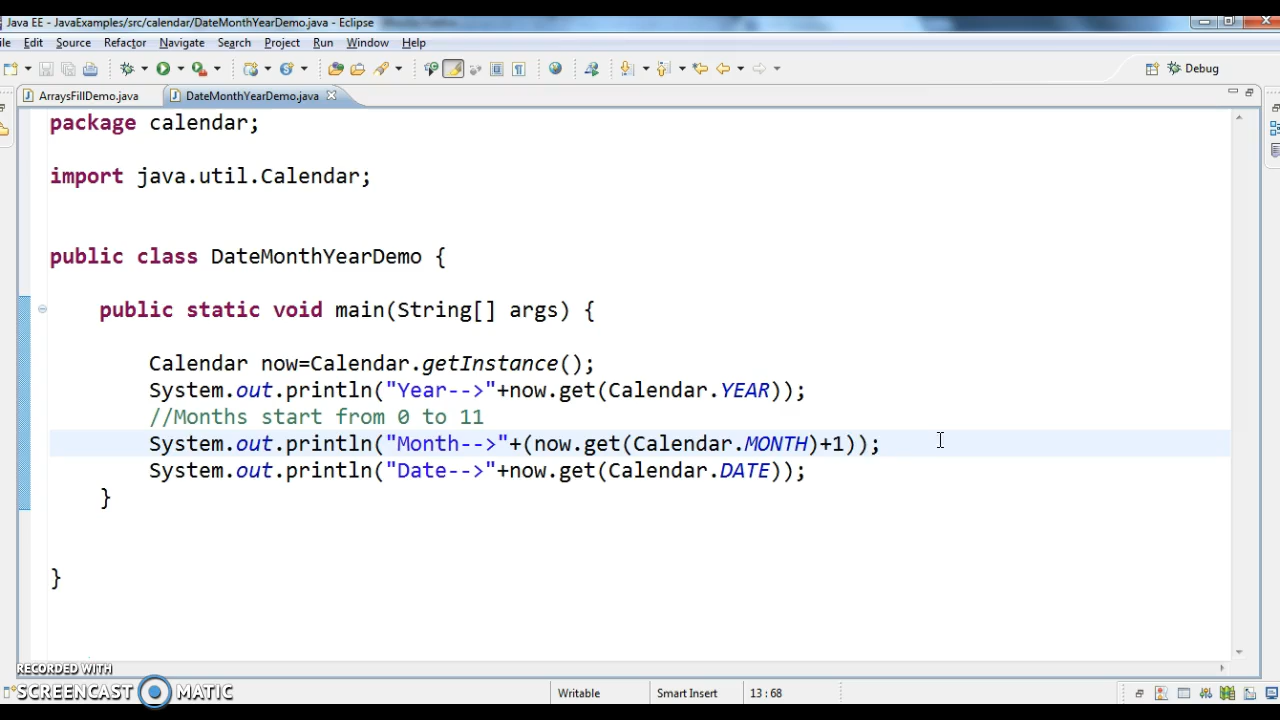 Java EE - JavaExamples/src/calendar/DateMonthYearDemo.java - Eclipse
ile Edit Source Refactor Navigate Search Project Run Window Help
Debug
ArraysFillDemo.java DateMonthYearDemo.java
package calendar;
import java.util.Calendar;
public class DateMonthYearDemo {
public static void main(String[] args) {
Calendar now=Calendar.getInstance();
System.out.println("Year-->"+now.get(Calendar.YEAR));
//Months start from 0 to 11
System.out.println("Month-->"+(now.get(Calendar.MONTH)+1));
System.out.println("Date-->"+now.get(Calendar.DATE));
}
}
RECORDED WITH
SCREENCAST MATIC
Writable Smart Insert 13 : 68